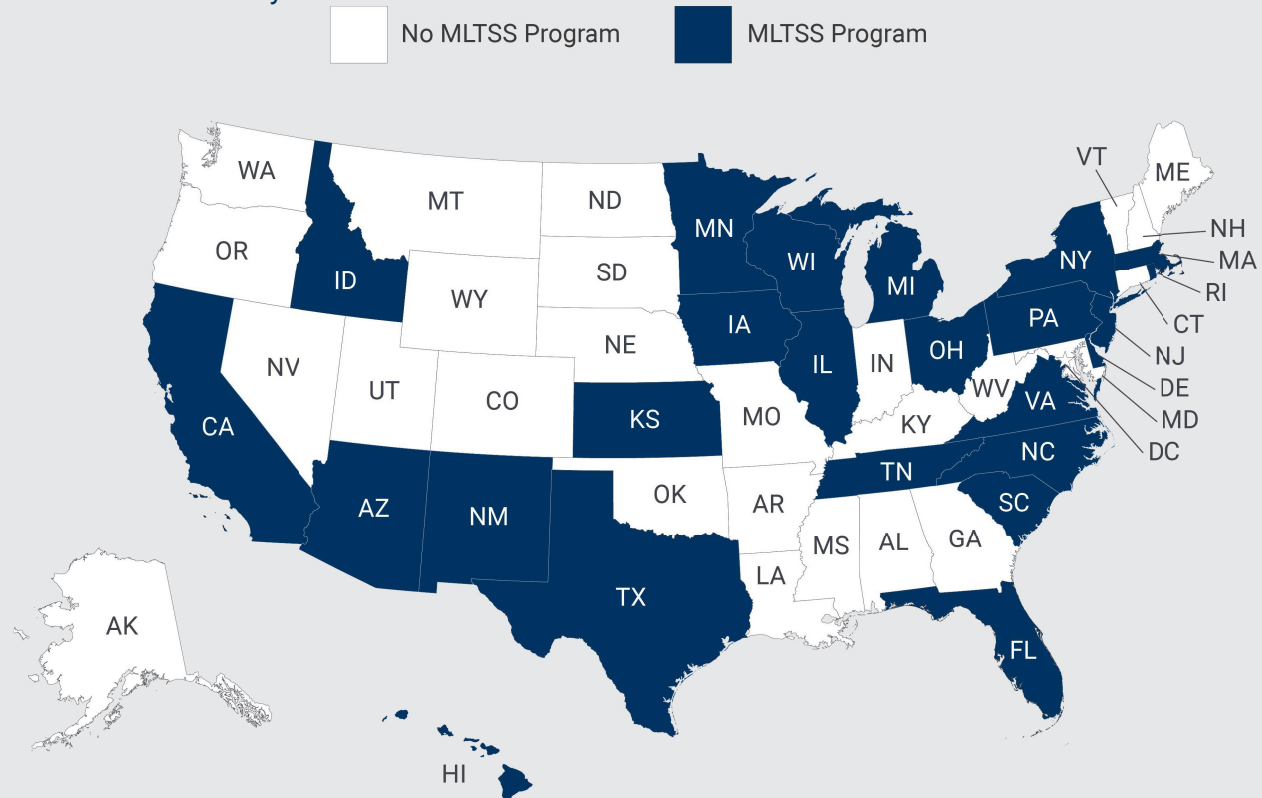 No MLTSS Program
MLTSS Program
WA
MT
ND
MN
VT
ME
OR
ID
WY
SD
WI
MI
NY
NH
MA
RI
CT
NJ
DE
MD
DC
NV
UT
CO
NE
IA
IL
IN
OH
PA
WV
VA
CA
KS
MO
KY
NC
TN
AZ
NM
OK
AR
SC
MS
AL
GA
LA
TX
FL
AK
HI